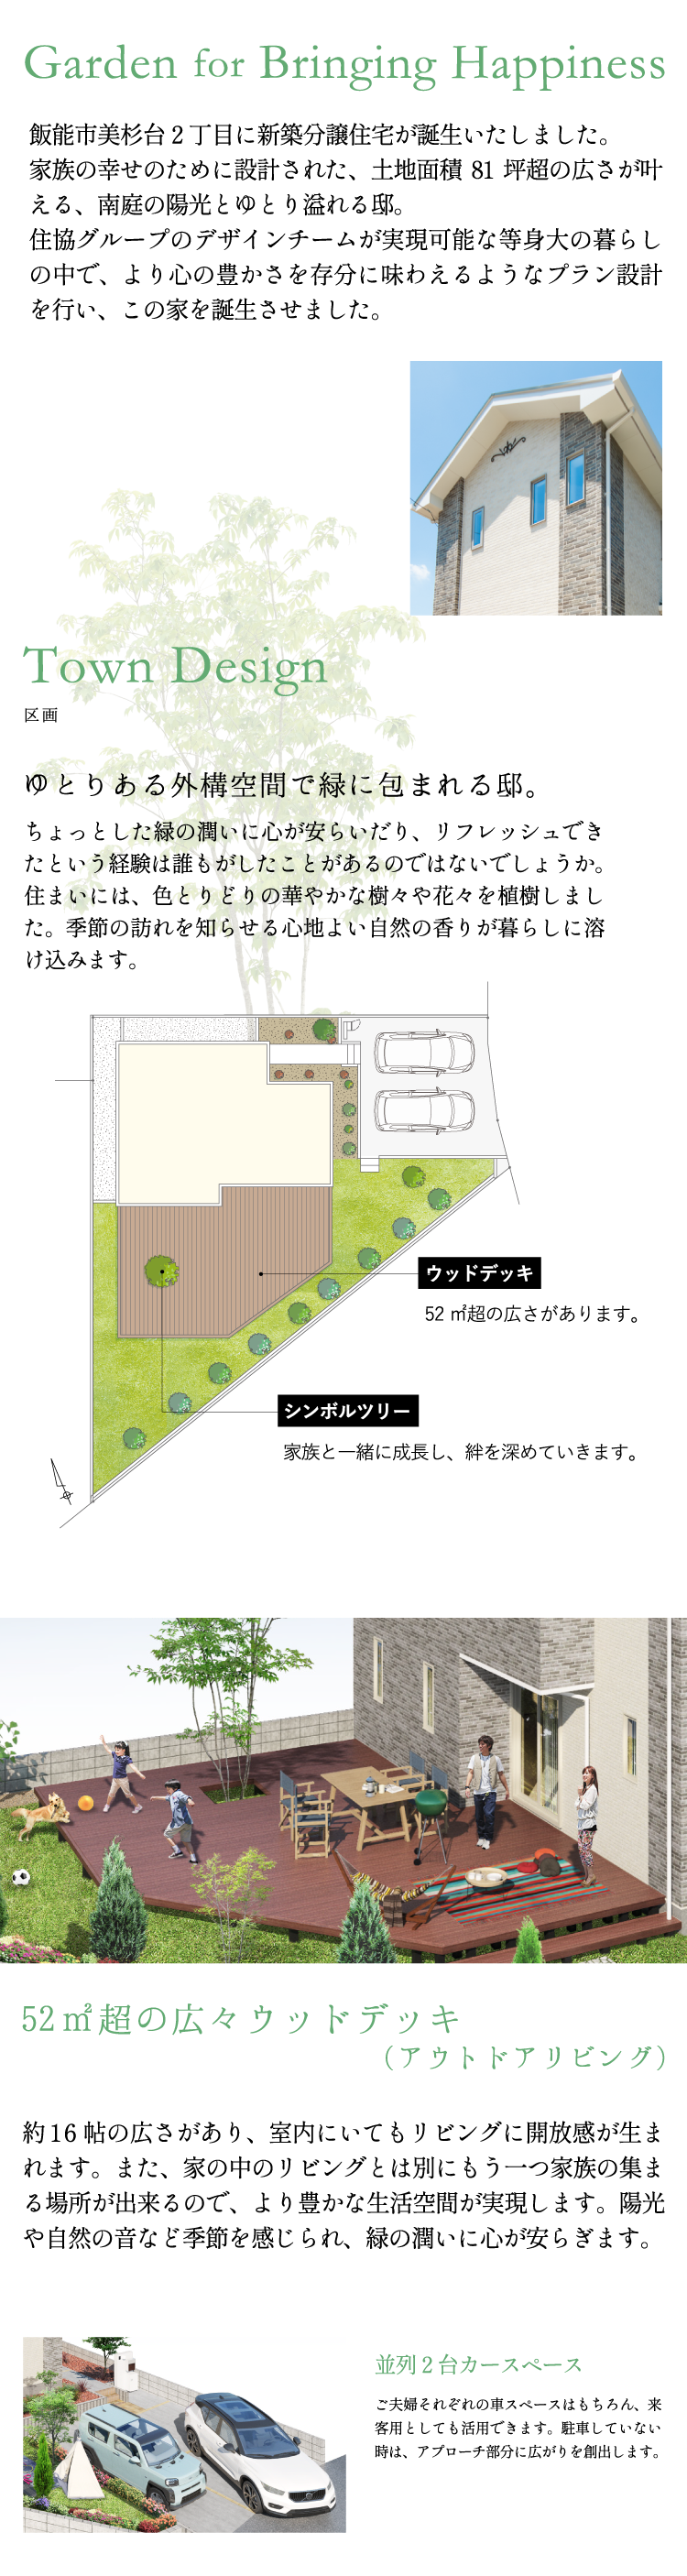 Garden for Bringing Happiness
飯能市美杉台２丁目に新築分譲住宅が誕生いたしました。
家族の幸せのために設計された、土地面積 81 坪超の広さが叶
える、南庭の陽光とゆとり溢れる邸。
住協グループのデザインチームが実現可能な等身大の暮らし
の中で、より心の豊かさを存分に味わえるようなプラン設計
を行い、この家を誕生させました。
Town Design
区画
ゆとりある外構空間で緑に包まれる邸。
ちょっとした緑の潤いに心が安らいだり、リフレッシュでき
たという経験は誰もがしたことがあるのではないでしょうか。
住まいには、色とりどりの華やかな樹々や花々を植樹しまし
た。季節の訪れを知らせる心地よい自然の香りが暮らしに溶
け込みます。
ウッドデッキ
52 ㎡超の広さがあります。
シンボルツリー
家族と一緒に成長し、絆を深めていきます。
52㎡超の広々ウッドデッキ
（アウトドアリビング）
約16帖の広さがあり、室内にいてもリビングに開放感が生ま
れます。また、家の中のリビングとは別にもう一つ家族の集ま
る場所が出来るので、より豊かな生活空間が実現します。陽光
や自然の音など季節を感じられ、緑の潤いに心が安らぎます。
並列２台カースペース
ご夫婦それぞれの車スペースはもちろん、来
客用としても活用できます。駐車していない
時は、アプローチ部分に広がりを創出します。